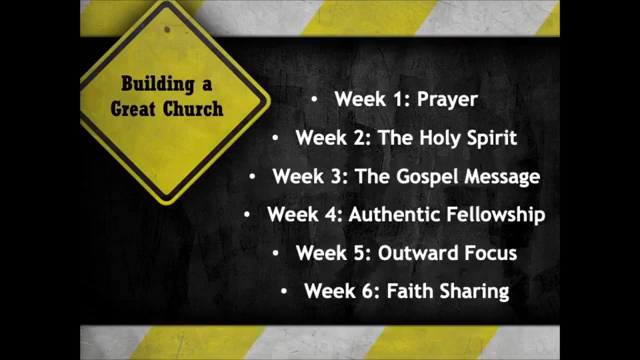 Building a
Great Church
• Week 1: Prayer
• Week 2: The Holy Spirit
• Week 3: The Gospel Message
• Week 4: Authentic Fellowship
• Week 5: Outward Focus
• Week 6: Faith Sharing